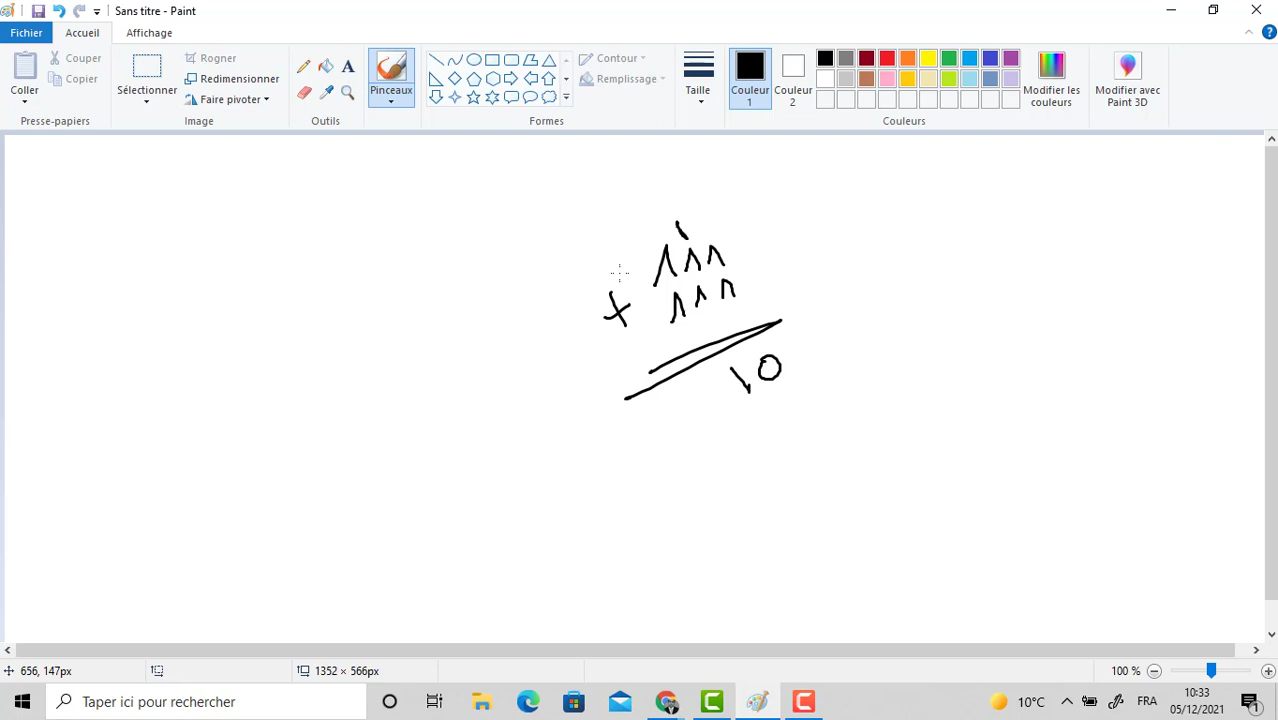 Sans titre - Paint
Fichier Accueil Affichage
Coller
Couper
Copier
Presse-papiers
Sélectionner
Rogner
Redimensionner
Faire pivoter
Image
A
Outils
Pinceaux
Contour
Remplissage
Formes
Taille
Couleur 1
Couleur 2
Modifier les couleurs
Couleurs
Modifier avec Paint 3D
1
111
+ 111
10
656, 147px
1352 × 566px
100 %
Taper ici pour rechercher
10°C
FRA
10:33
05/12/2021
1